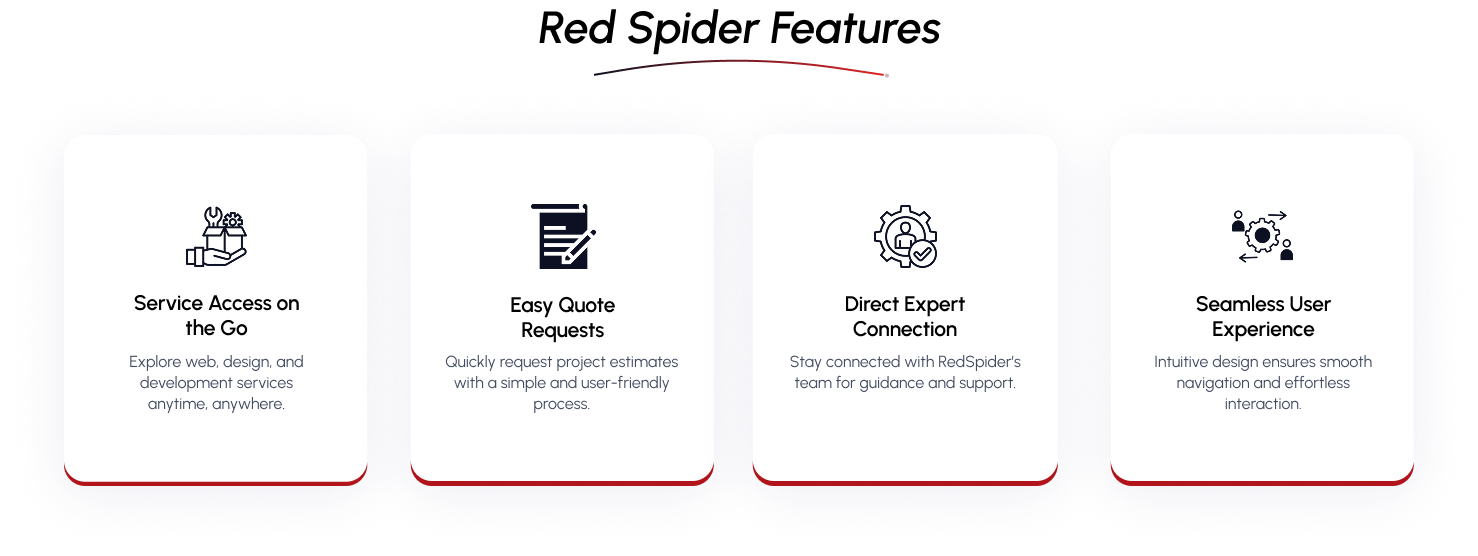 Red Spider Features
Service Access on
the Go
Explore web, design, and
development services
anytime, anywhere.
Easy Quote
Requests
Quickly request project estimates
with a simple and user-friendly
process.
Direct Expert
Connection
Stay connected with RedSpider's
team for guidance and support.
Seamless User
Experience
Intuitive design ensures smooth
navigation and effortless
interaction.